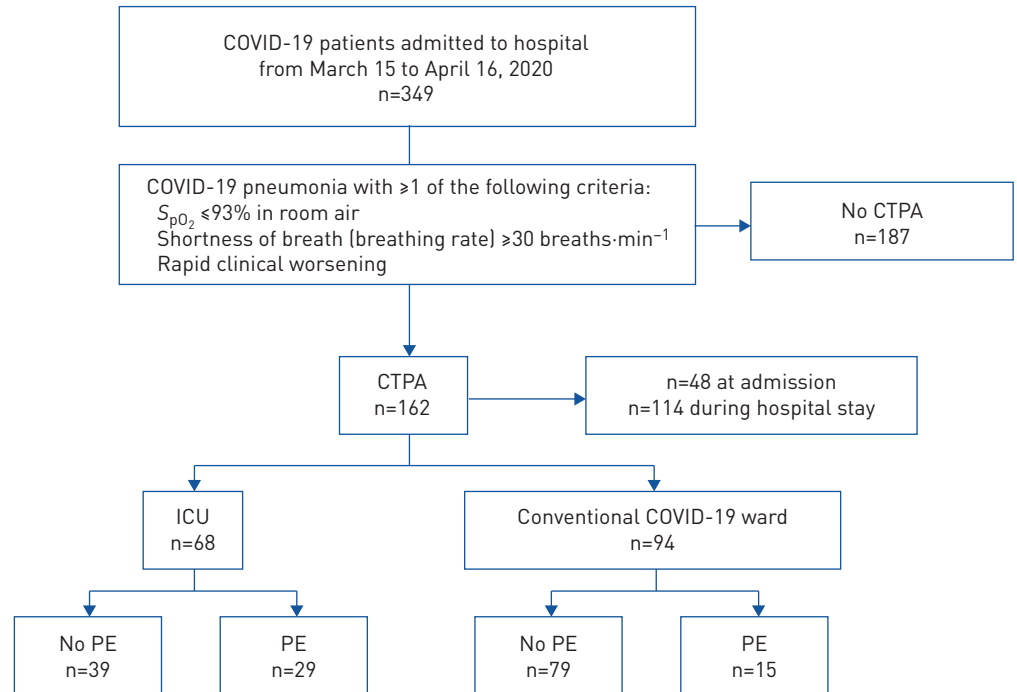 COVID-19 patients admitted to hospital
from March 15 to April 16, 2020
n=349
COVID-19 pneumonia with ⩾1 of the following criteria:
SpO₂ ⩽93% in room air
Shortness of breath (breathing rate) ⩾30 breaths·min⁻¹
Rapid clinical worsening
No CTPA
n=187
CTPA
n=162
n=48 at admission
n=114 during hospital stay
ICU
n=68
Conventional COVID-19 ward
n=94
No PE
n=39
PE
n=29
No PE
n=79
PE
n=15